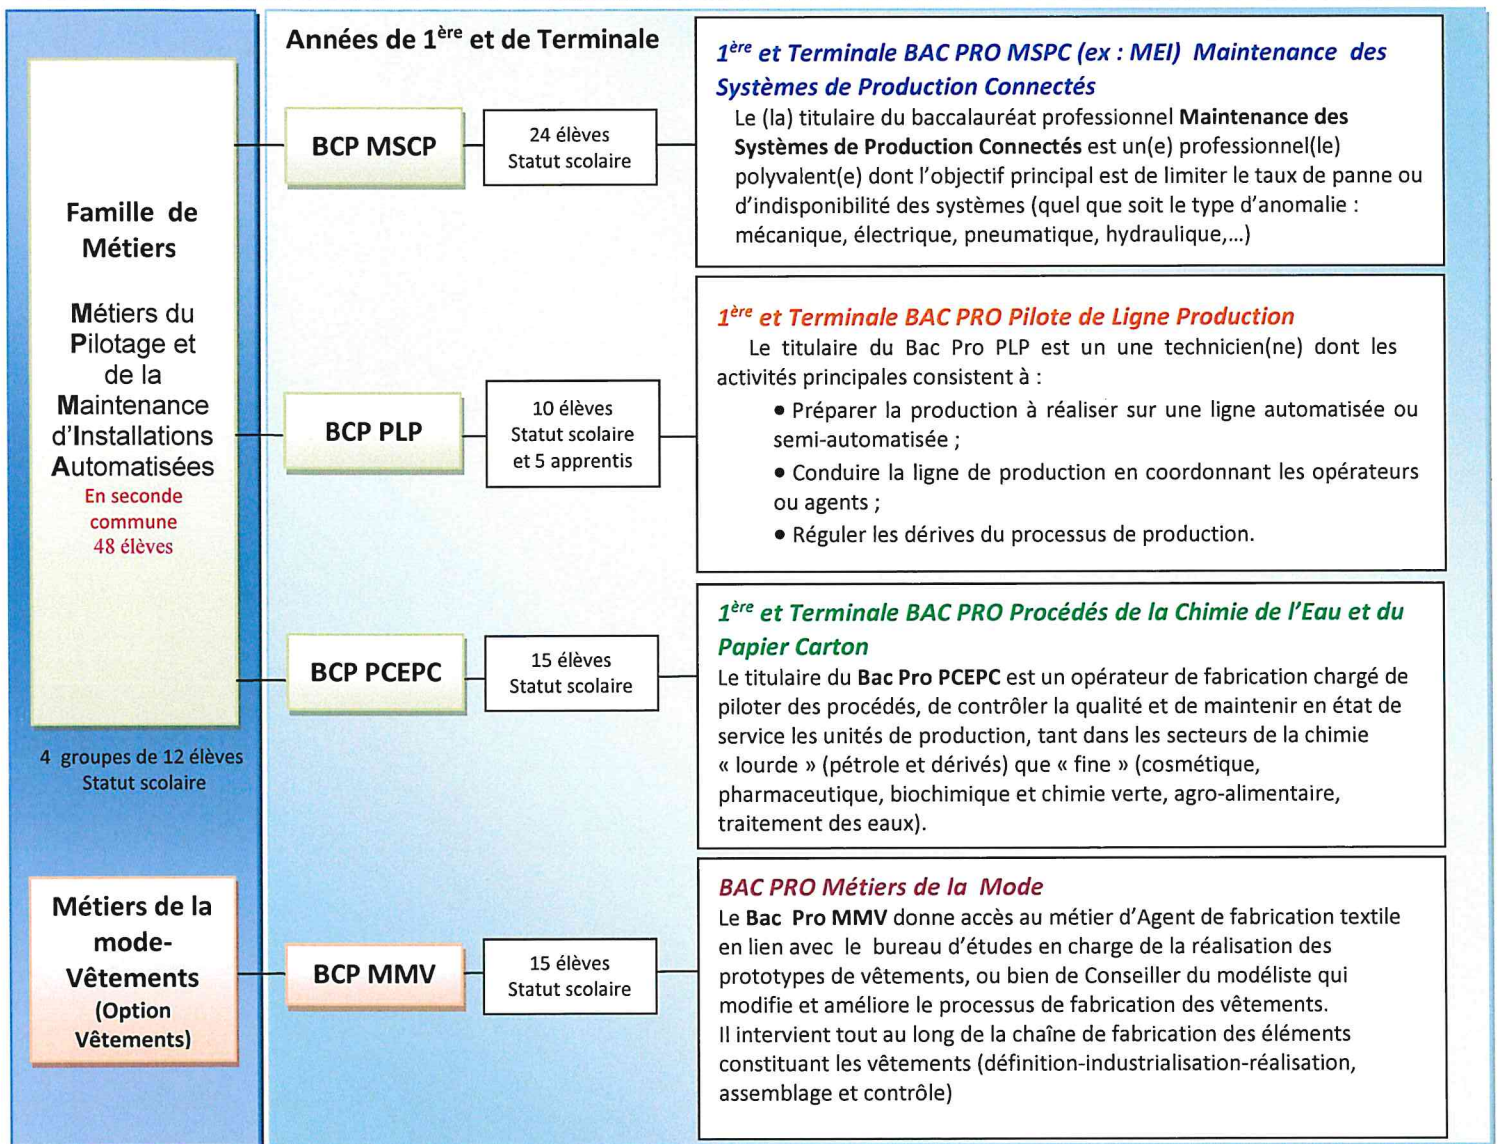 Famille de
Métiers
Métiers du
Pilotage et
de la
Maintenance
d'Installations
Automatisées
En seconde
commune
48 élèves
4 groupes de 12 élèves
Statut scolaire
Métiers de la
mode-
Vêtements
(Option
Vêtements)
Années de 1ère et de Terminale
BCP MSCP
24 élèves
Statut scolaire
1ère et Terminale BAC PRO MSPC (ex : MEI) Maintenance des
Systèmes de Production Connectés
Le (la) titulaire du baccalauréat professionnel Maintenance des
Systèmes de Production Connectés est un(e) professionnel(le)
polyvalent(e) dont l'objectif principal est de limiter le taux de panne ou
d'indisponibilité des systèmes (quel que soit le type d'anomalie :
mécanique, électrique, pneumatique, hydraulique,...)
BCP PLP
10 élèves
Statut scolaire
et 5 apprentis
1ère et Terminale BAC PRO Pilote de Ligne Production
Le titulaire du Bac Pro PLP est un une technicien(ne) dont les
activités principales consistent à :
• Préparer la production à réaliser sur une ligne automatisée ou
semi-automatisée ;
• Conduire la ligne de production en coordonnant les opérateurs
ou agents ;
• Réguler les dérives du processus de production.
BCP PCEPC
15 élèves
Statut scolaire
1ère et Terminale BAC PRO Procédés de la Chimie de l'Eau et du
Papier Carton
Le titulaire du Bac Pro PCEPC est un opérateur de fabrication chargé de
piloter des procédés, de contrôler la qualité et de maintenir en état de
service les unités de production, tant dans les secteurs de la chimie
« lourde » (pétrole et dérivés) que « fine » (cosmétique,
pharmaceutique, biochimique et chimie verte, agro-alimentaire,
traitement des eaux).
BCP MMV
15 élèves
Statut scolaire
BAC PRO Métiers de la Mode
Le Bac Pro MMV donne accès au métier d'Agent de fabrication textile
en lien avec le bureau d'études en charge de la réalisation des
prototypes de vêtements, ou bien de Conseiller du modéliste qui
modifie et améliore le processus de fabrication des vêtements.
Il intervient tout au long de la chaîne de fabrication des éléments
constituant les vêtements (définition-industrialisation-réalisation,
assemblage et contrôle)